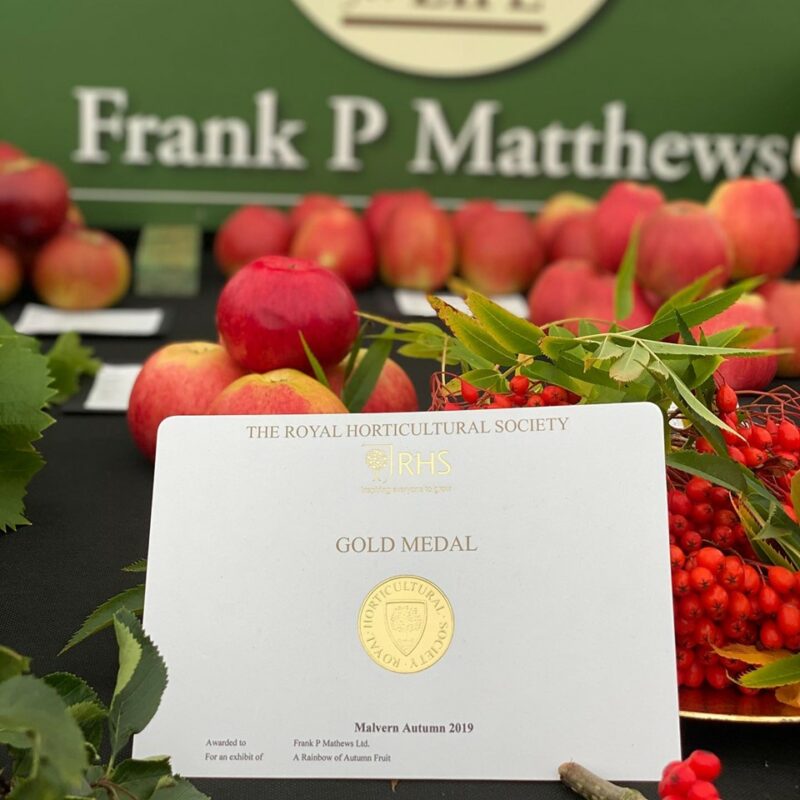 LIFE
Frank P Matthews
THE ROYAL HORTICULTURAL SOCIETY
RHS
Inspiring everyone to grow
GOLD MEDAL
ROYAL HORTICULTURAL SOCIETY
Malvern Autumn 2019
Awarded to Frank P Mathews Ltd.
For an exhibit of A Rainbow of Autumn Fruit